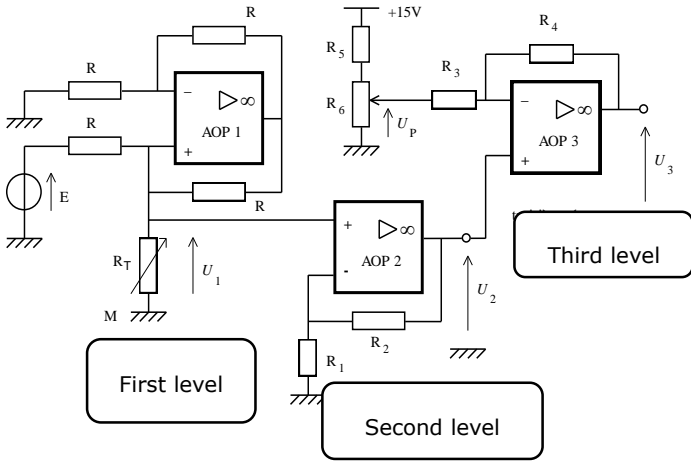 +15V
R
R4
R5
R3
R
−
▷∞
R6
−
▷∞
AOP 1
AOP 3
R
UP
+
+
U3
E
R
+
▷∞
Third level
RT
U1
AOP 2
-
U2
M
R2
R1
First level
Second level